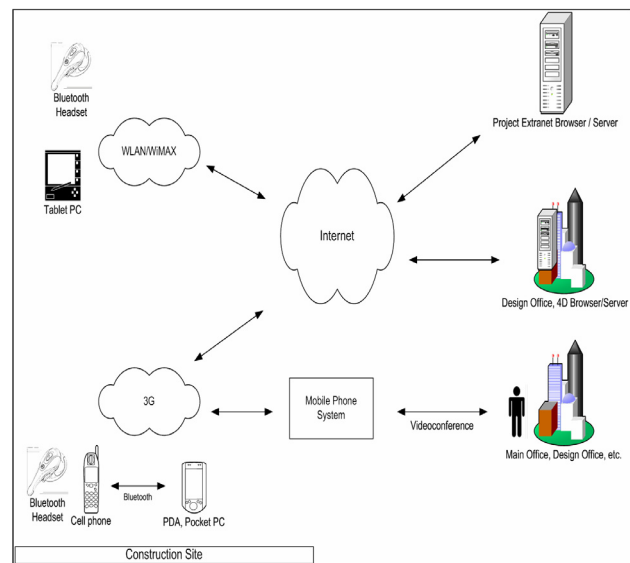 Bluetooth
Headset
WLAN/WiMAX
Tablet PC
Project Extranet Browser / Server
Internet
Design Office, 4D Browser/Server
3G
Mobile Phone
System
Videoconference
Main Office, Design Office, etc.
Bluetooth
Headset
Cell phone
Bluetooth
PDA, Pocket PC
Construction Site